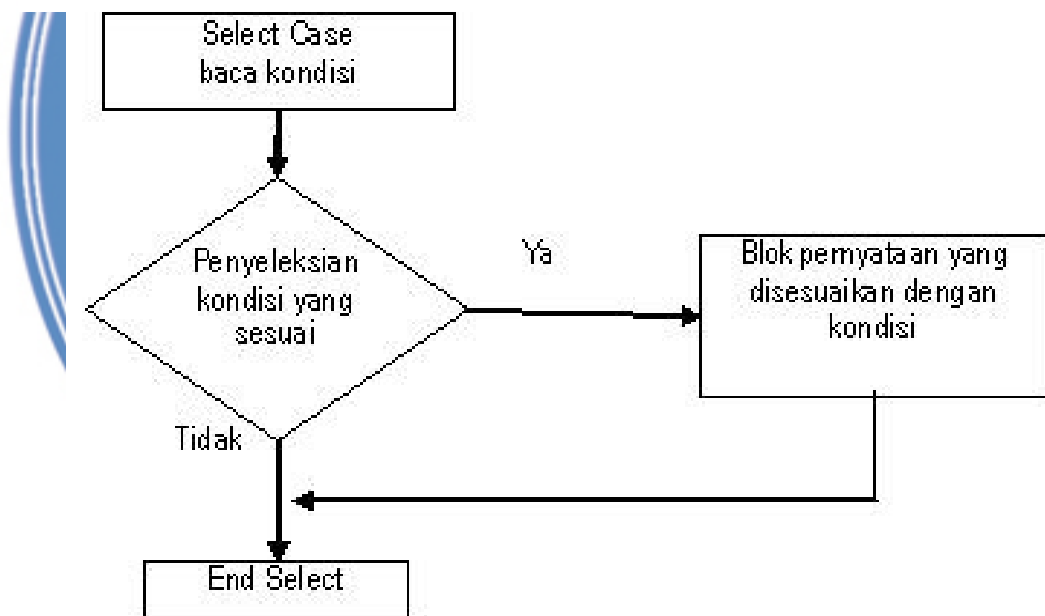 Select Case
baca kondisi
Penyeleksian
kondisi yang
sesuai
Ya
Blok pernyataan yang
disesuaikan dengan
kondisi
Tidak
End Select